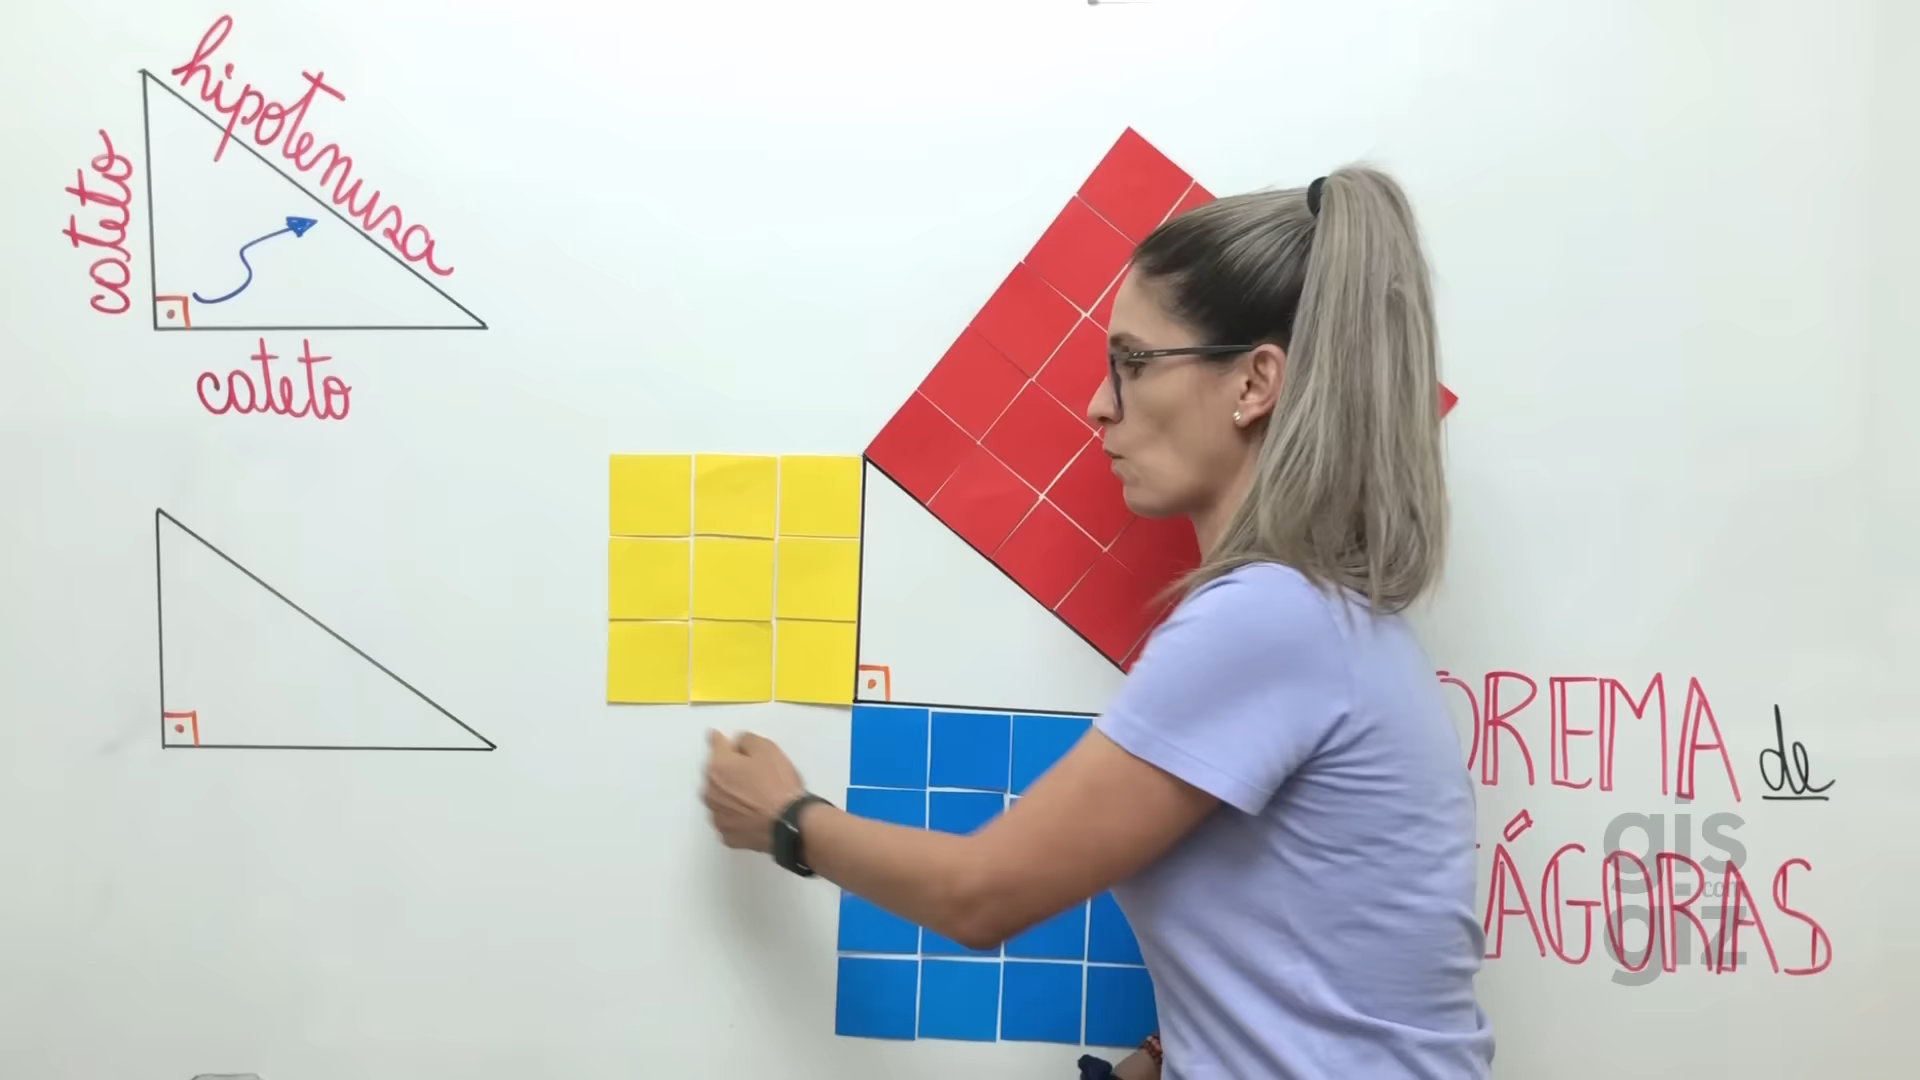 hipotenusa
cateto
cateto
OREMA de
ÁGORAS
gis
com
giz